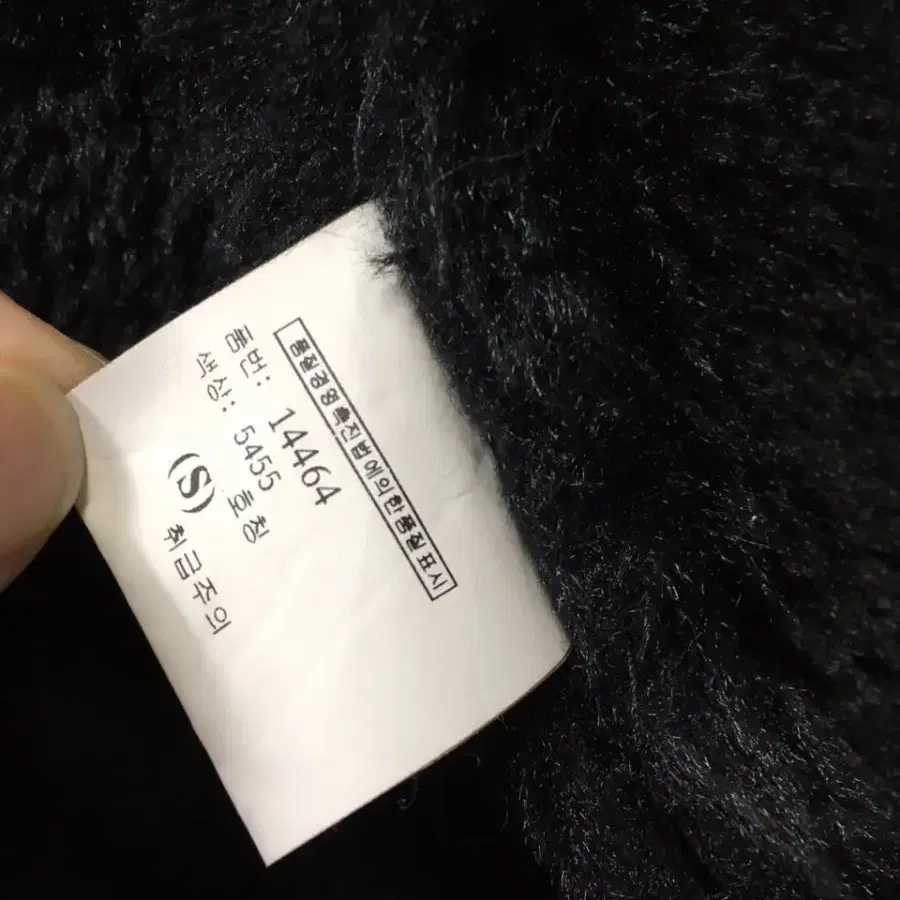 품질경영촉진법에의한품질표시
품번: 14464
색상: 5455 호칭
(S) 취급주의